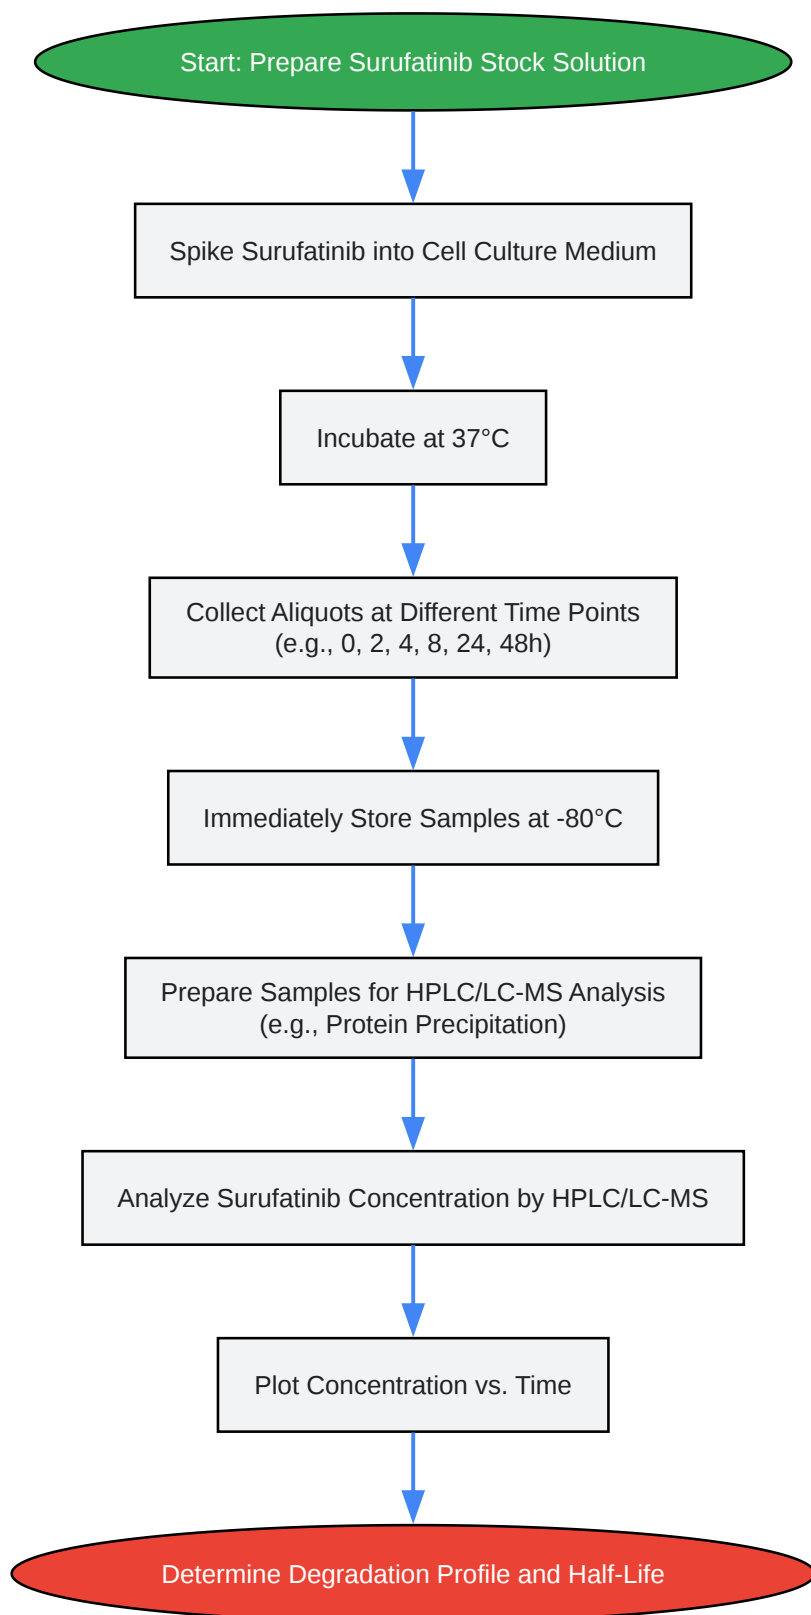 Start: Prepare Surufatinib Stock Solution
Spike Surufatinib into Cell Culture Medium
Incubate at 37°C
Collect Aliquots at Different Time Points
(e.g., 0, 2, 4, 8, 24, 48h)
Immediately Store Samples at -80°C
Prepare Samples for HPLC/LC-MS Analysis
(e.g., Protein Precipitation)
Analyze Surufatinib Concentration by HPLC/LC-MS
Plot Concentration vs. Time
Determine Degradation Profile and Half-Life